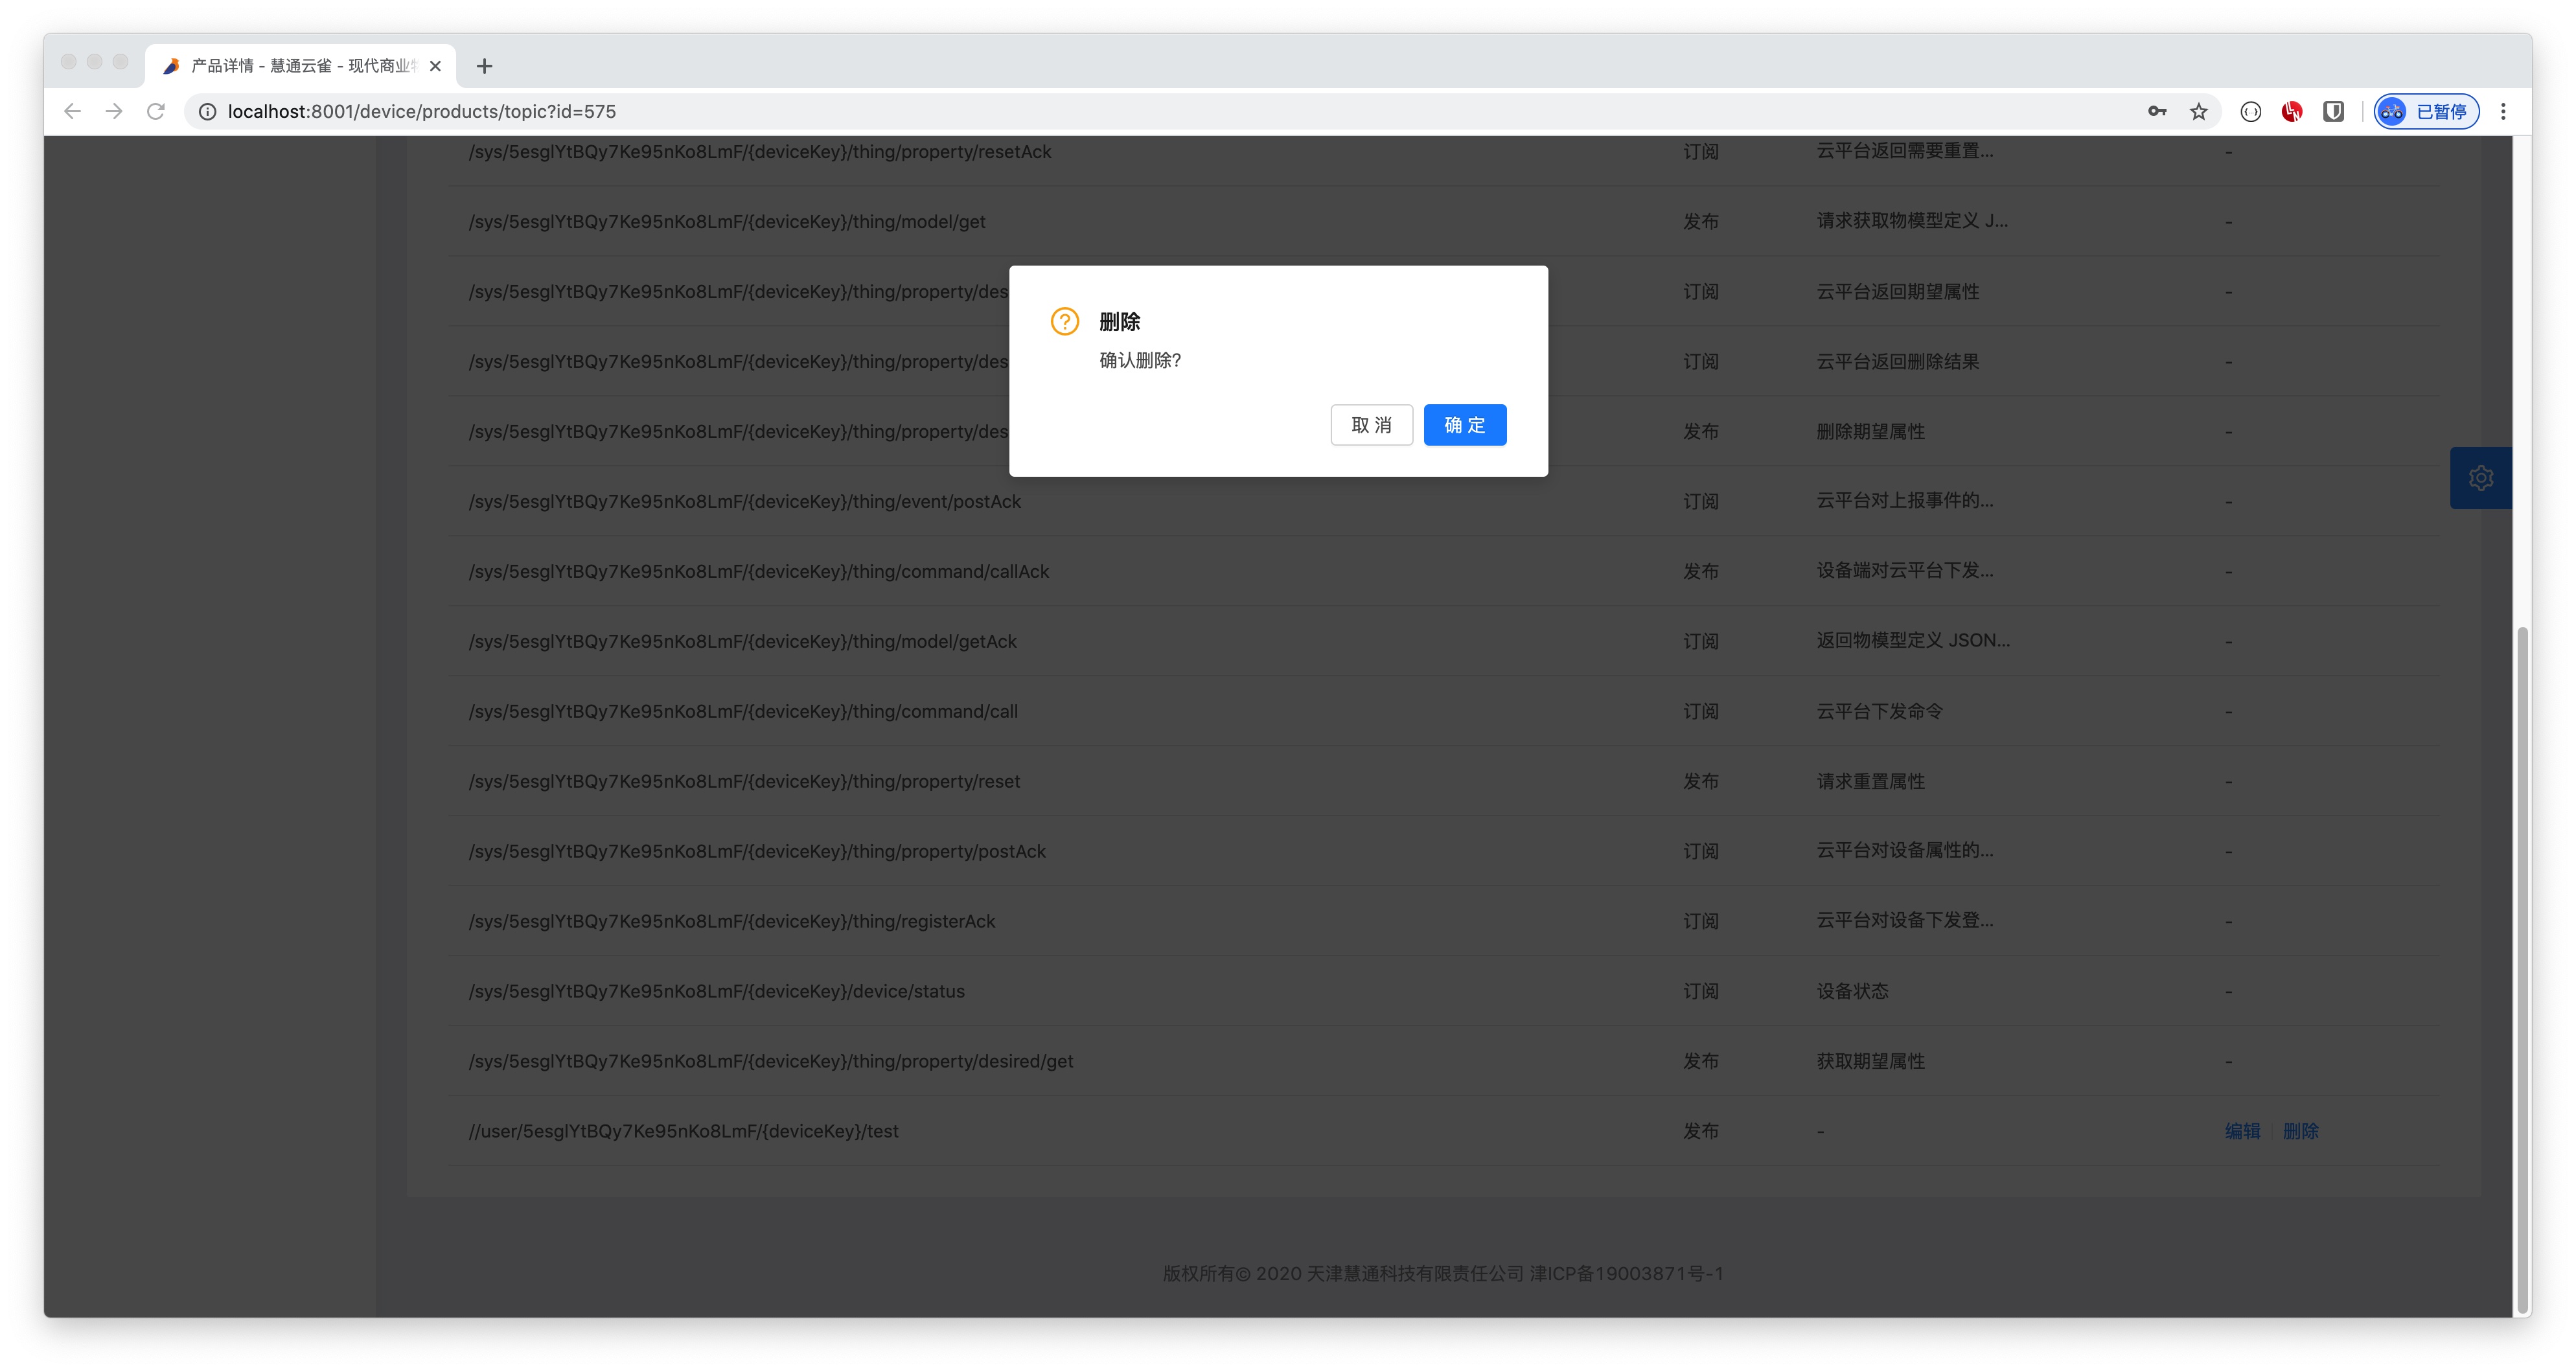 产品详情 - 慧通云雀 - 现代商业
localhost:8001/device/products/topic?id=575
已暂停
/sys/5esglYtBQy7Ke95nKo8LmF/{deviceKey}/thing/property/resetAck 订阅 云平台返回需要重置... -
/sys/5esglYtBQy7Ke95nKo8LmF/{deviceKey}/thing/model/get 发布 请求获取物模型定义 J... -
/sys/5esglYtBQy7Ke95nKo8LmF/{deviceKey}/thing/property/des 订阅 云平台返回期望属性 -
删除
/sys/5esglYtBQy7Ke95nKo8LmF/{deviceKey}/thing/property/des 订阅 云平台返回删除结果 -
确认删除?
/sys/5esglYtBQy7Ke95nKo8LmF/{deviceKey}/thing/property/des 发布 删除期望属性 -
取 消 确 定
/sys/5esglYtBQy7Ke95nKo8LmF/{deviceKey}/thing/event/postAck 订阅 云平台对上报事件的... -
/sys/5esglYtBQy7Ke95nKo8LmF/{deviceKey}/thing/command/callAck 发布 设备端对云平台下发... -
/sys/5esglYtBQy7Ke95nKo8LmF/{deviceKey}/thing/model/getAck 订阅 返回物模型定义 JSON... -
/sys/5esglYtBQy7Ke95nKo8LmF/{deviceKey}/thing/command/call 订阅 云平台下发命令 -
/sys/5esglYtBQy7Ke95nKo8LmF/{deviceKey}/thing/property/reset 发布 请求重置属性 -
/sys/5esglYtBQy7Ke95nKo8LmF/{deviceKey}/thing/property/postAck 订阅 云平台对设备属性的... -
/sys/5esglYtBQy7Ke95nKo8LmF/{deviceKey}/thing/registerAck 订阅 云平台对设备下发登... -
/sys/5esglYtBQy7Ke95nKo8LmF/{deviceKey}/device/status 订阅 设备状态 -
/sys/5esglYtBQy7Ke95nKo8LmF/{deviceKey}/thing/property/desired/get 发布 获取期望属性 -
//user/5esglYtBQy7Ke95nKo8LmF/{deviceKey}/test 发布 - 编辑 删除
版权所有© 2020 天津慧通科技有限责任公司 津ICP备19003871号-1